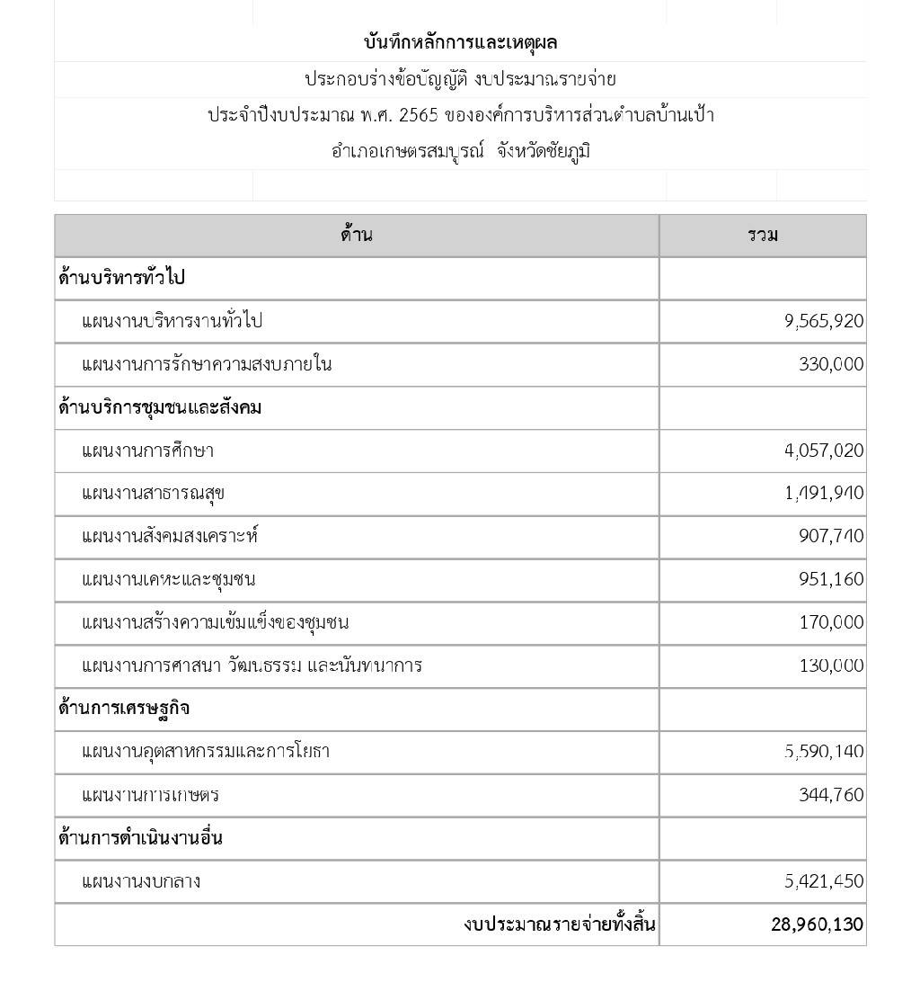 บันทึกหลักการและเหตุผล
ประกอบร่างข้อบัญญัติ งบประมาณรายจ่าย
ประจำปีงบประมาณ พ.ศ. 2565 ขององค์การบริหารส่วนตำบลบ้านเป้า
อำเภอเกษตรสมบูรณ์ จังหวัดชัยภูมิ
ด้าน รวม
ด้านบริหารทั่วไป
แผนงานบริหารงานทั่วไป 9,565,920
แผนงานการรักษาความสงบภายใน 330,000
ด้านบริการชุมชนและสังคม
แผนงานการศึกษา 4,057,020
แผนงานสาธารณสุข 1,491,940
แผนงานสังคมสงเคราะห์ 907,740
แผนงานเคหะและชุมชน 951,160
แผนงานสร้างความเข้มแข็งของชุมชน 170,000
แผนงานการศาสนา วัฒนธรรม และนันทนาการ 130,000
ด้านการเศรษฐกิจ
แผนงานอุตสาหกรรมและการโยธา 5,590,140
แผนงานการเกษตร 344,760
ด้านการดำเนินงานอื่น
แผนงานงบกลาง 5,421,450
งบประมาณรายจ่ายทั้งสิ้น 28,960,130